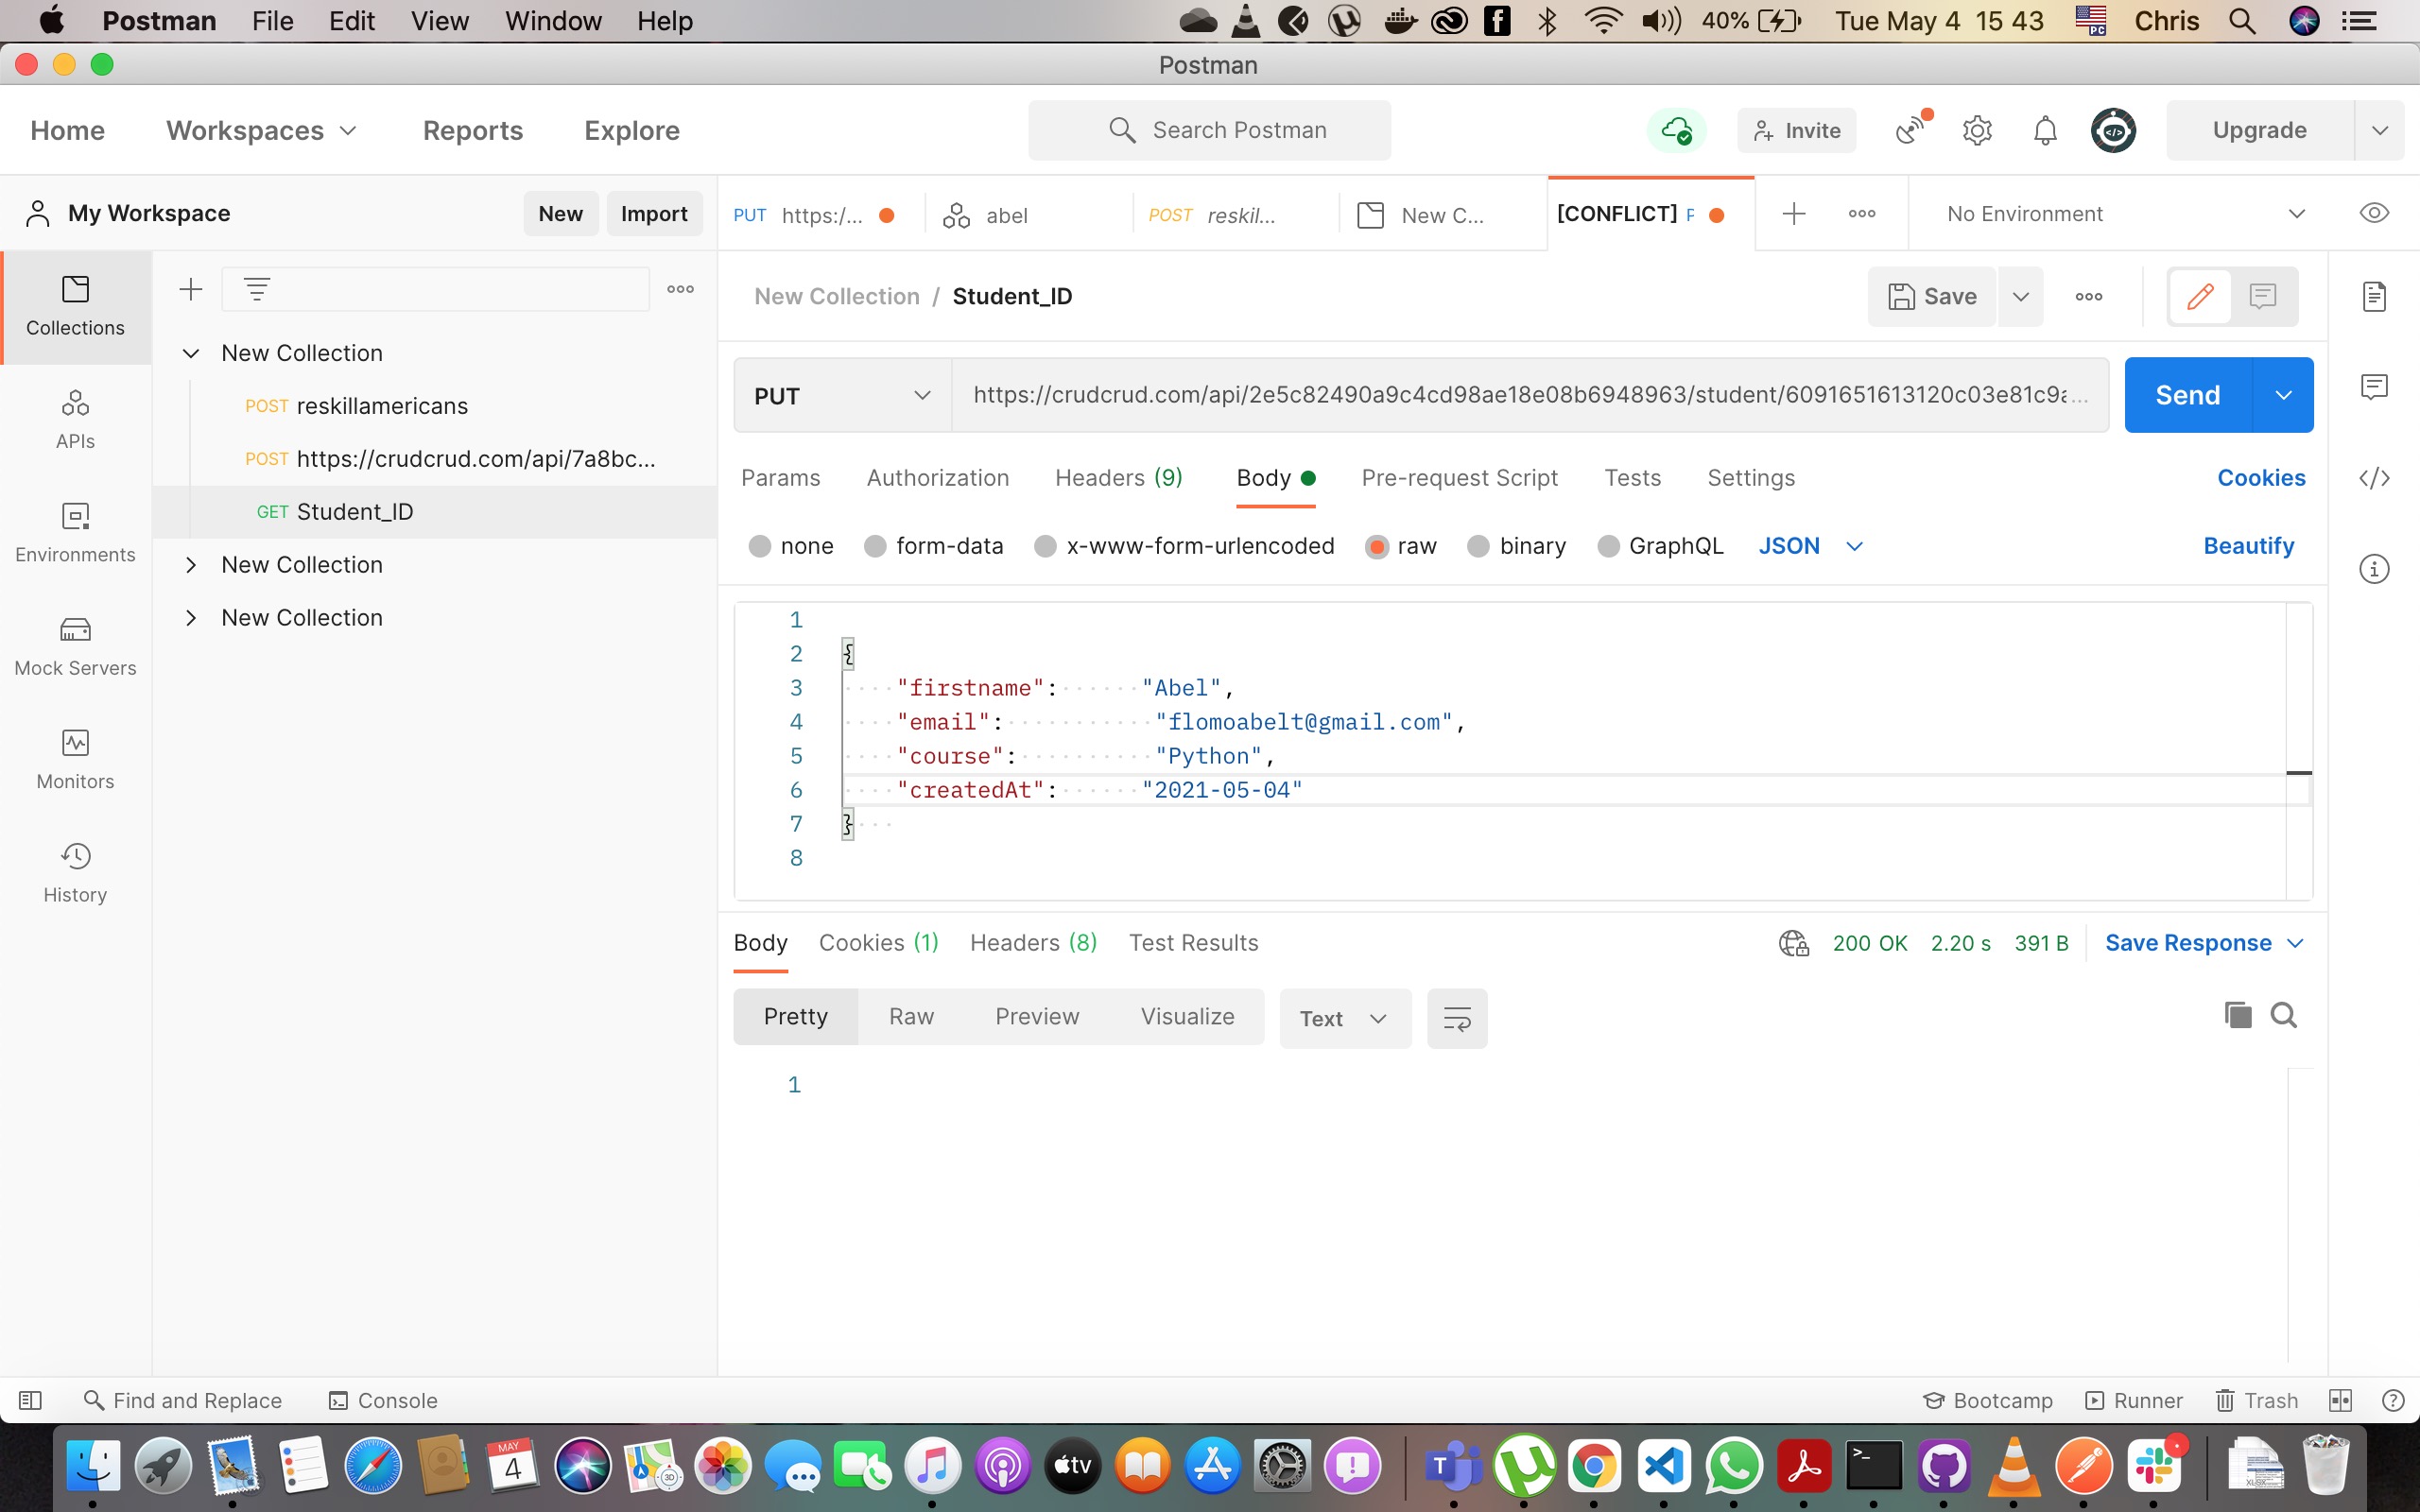 Postman File Edit View Window Help 40% Tue May 4 15 43 Chris
Postman
Home Workspaces Reports Explore Search Postman Invite Upgrade
My Workspace New Import PUT https:/... abel POST reskil... New C... [CONFLICT] No Environment
Collections
New Collection / Student_ID Save
New Collection
PUT https://crudcrud.com/api/2e5c82490a9c4cd98ae18e08b6948963/student/6091651613120c03e81c9a... Send
POST reskillamericans
APIs
POST https://crudcrud.com/api/7a8bc...
Params Authorization Headers (9) Body Pre-request Script Tests Settings Cookies
GET Student_ID
Environments
none form-data x-www-form-urlencoded raw binary GraphQL JSON Beautify
New Collection
New Collection
Mock Servers
1
2 {
3 "firstname": "Abel",
4 "email": "flomoabelt@gmail.com",
5 "course": "Python",
6 "createdAt": "2021-05-04"
7 }
8
Monitors
History
Body Cookies (1) Headers (8) Test Results 200 OK 2.20 s 391 B Save Response
Pretty Raw Preview Visualize Text
1
Find and Replace Console Bootcamp Runner Trash
MAY
4
3D
tv
T
XLSX